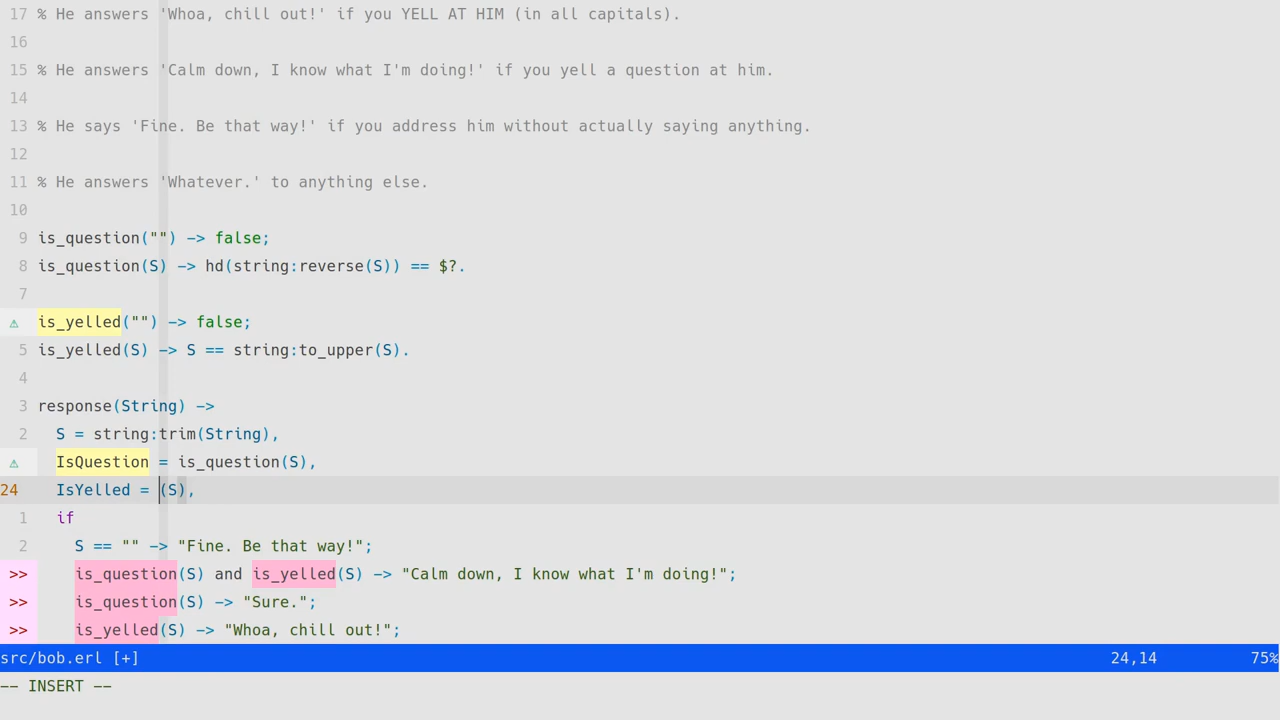 17 % He answers 'Whoa, chill out!' if you YELL AT HIM (in all capitals).
16
15 % He answers 'Calm down, I know what I'm doing!' if you yell a question at him.
14
13 % He says 'Fine. Be that way!' if you address him without actually saying anything.
12
11 % He answers 'Whatever.' to anything else.
10
9 is_question("") -> false;
8 is_question(S) -> hd(string:reverse(S)) == $?.
7
⚠ is_yelled("") -> false;
5 is_yelled(S) -> S == string:to_upper(S).
4
3 response(String) ->
2   S = string:trim(String),
⚠   IsQuestion = is_question(S),
24   IsYelled = (S),
1   if
2     S == "" -> "Fine. Be that way!";
>>     is_question(S) and is_yelled(S) -> "Calm down, I know what I'm doing!";
>>     is_question(S) -> "Sure.";
>>     is_yelled(S) -> "Whoa, chill out!";
src/bob.erl [+] 24,14 75%
-- INSERT --